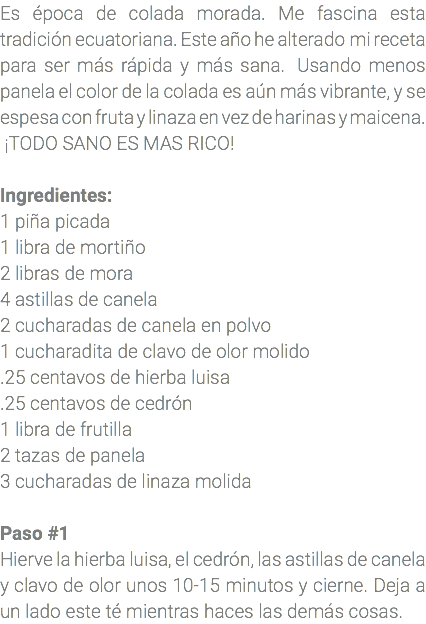 Es época de colada morada. Me fascina esta
tradición ecuatoriana. Este año he alterado mi receta
para ser más rápida y más sana. Usando menos
panela el color de la colada es aún más vibrante, y se
espesa con fruta y linaza en vez de harinas y maicena.
¡TODO SANO ES MAS RICO!
Ingredientes:
1 piña picada
1 libra de mortiño
2 libras de mora
4 astillas de canela
2 cucharadas de canela en polvo
1 cucharadita de clavo de olor molido
.25 centavos de hierba luisa
.25 centavos de cedrón
1 libra de frutilla
2 tazas de panela
3 cucharadas de linaza molida
Paso #1
Hierve la hierba luisa, el cedrón, las astillas de canela
y clavo de olor unos 10-15 minutos y cierne. Deja a
un lado este té mientras haces las demás cosas.